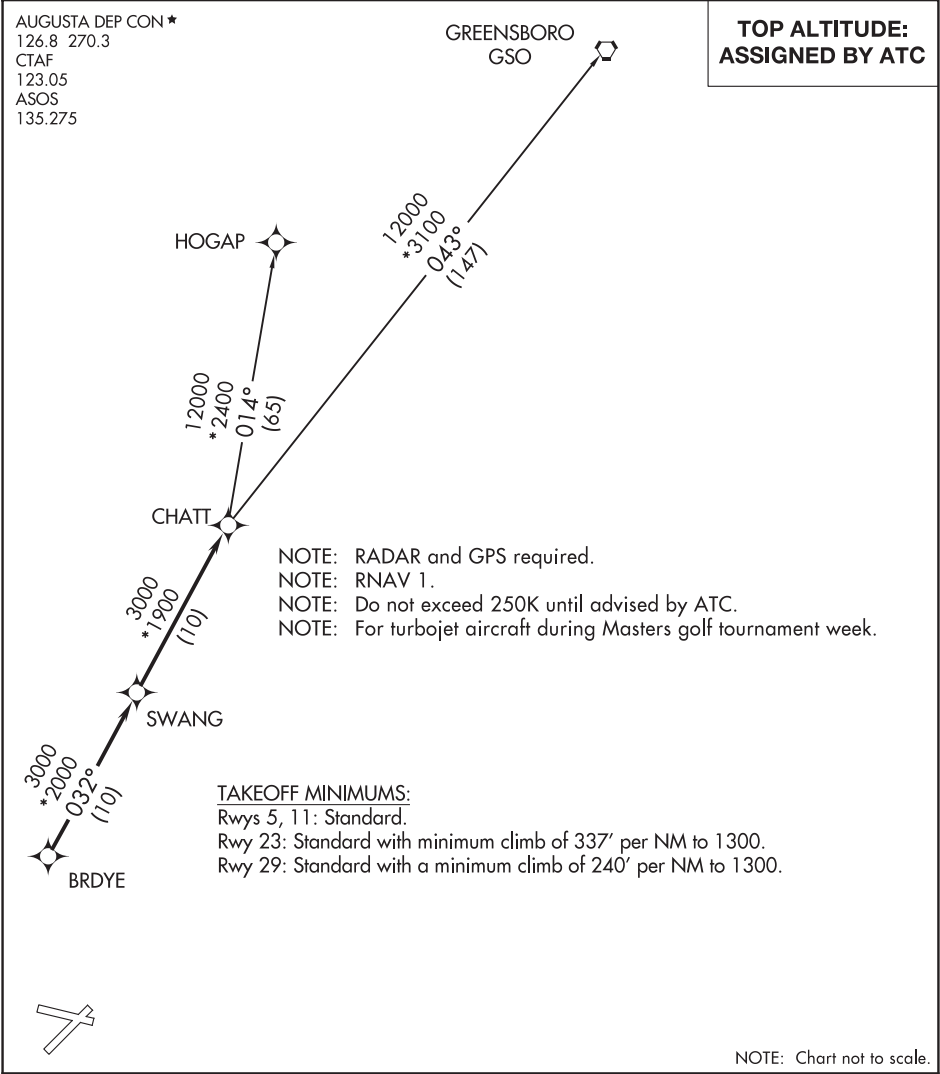 AUGUSTA DEP CON ★
126.8 270.3
CTAF
123.05
ASOS
135.275
GREENSBORO
GSO
TOP ALTITUDE:
ASSIGNED BY ATC
HOGAP
12000
*3100
043°
(147)
12000
*2400
014°
(65)
CHATT
NOTE: RADAR and GPS required.
NOTE: RNAV 1.
NOTE: Do not exceed 250K until advised by ATC.
NOTE: For turbojet aircraft during Masters golf tournament week.
3000
*1900
(10)
SWANG
3000
*2000
032°
(10)
BRDYE
TAKEOFF MINIMUMS:
Rwys 5, 11: Standard.
Rwy 23: Standard with minimum climb of 337' per NM to 1300.
Rwy 29: Standard with a minimum climb of 240' per NM to 1300.
NOTE: Chart not to scale.